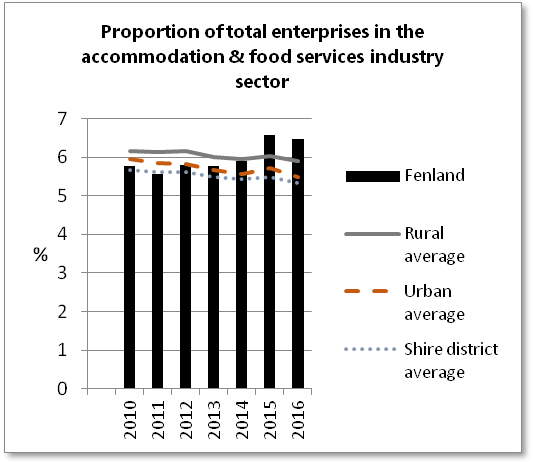 Proportion of total enterprises in the
accommodation & food services industry
sector
7
6
5
4
3
2
1
0
%
2010
2011
2012
2013
2014
2015
2016
Fenland
Rural
average
Urban
average
Shire district
average